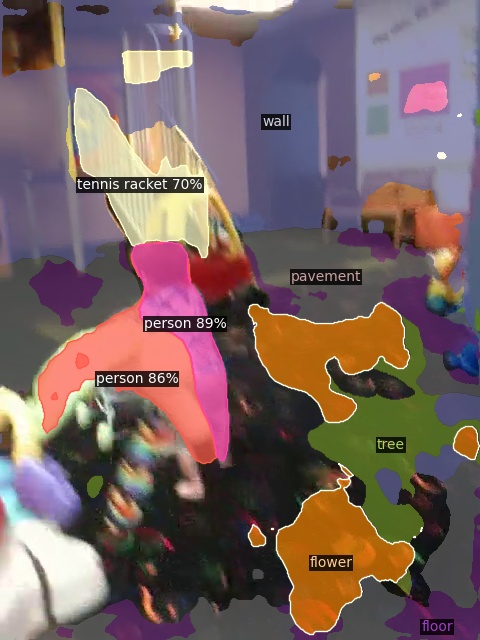 wall
tennis racket 70%
pavement
person 89%
person 86%
tree
flower
floor